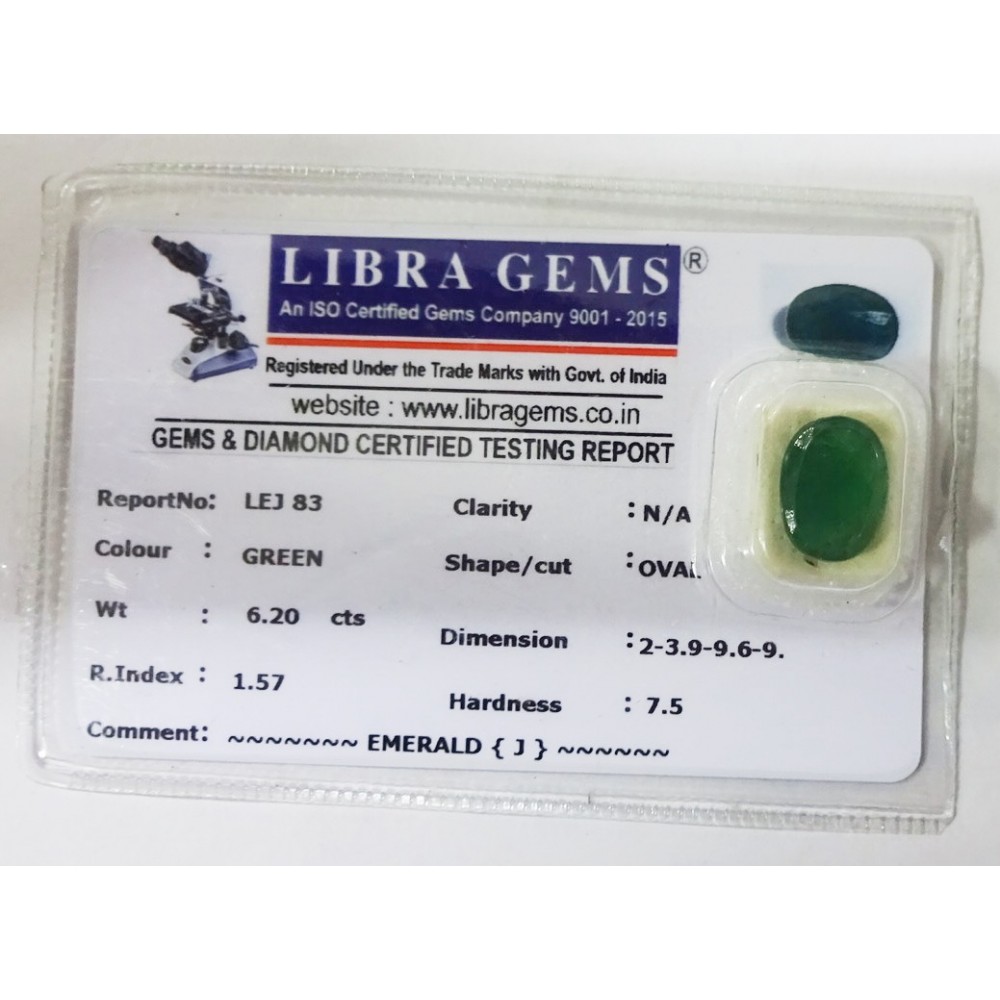 LIBRA GEMS ®
An ISO Certified Gems Company 9001 - 2015
Registered Under the Trade Marks with Govt. of India
website : www.libragems.co.in
GEMS & DIAMOND CERTIFIED TESTING REPORT
ReportNo: LEJ 83 Clarity : N/A
Colour : GREEN Shape/cut : OVAL
Wt : 6.20 cts Dimension : 2-3.9-9.6-9.
R.Index : 1.57 Hardness : 7.5
Comment: ~~~~~~~ EMERALD { J } ~~~~~~